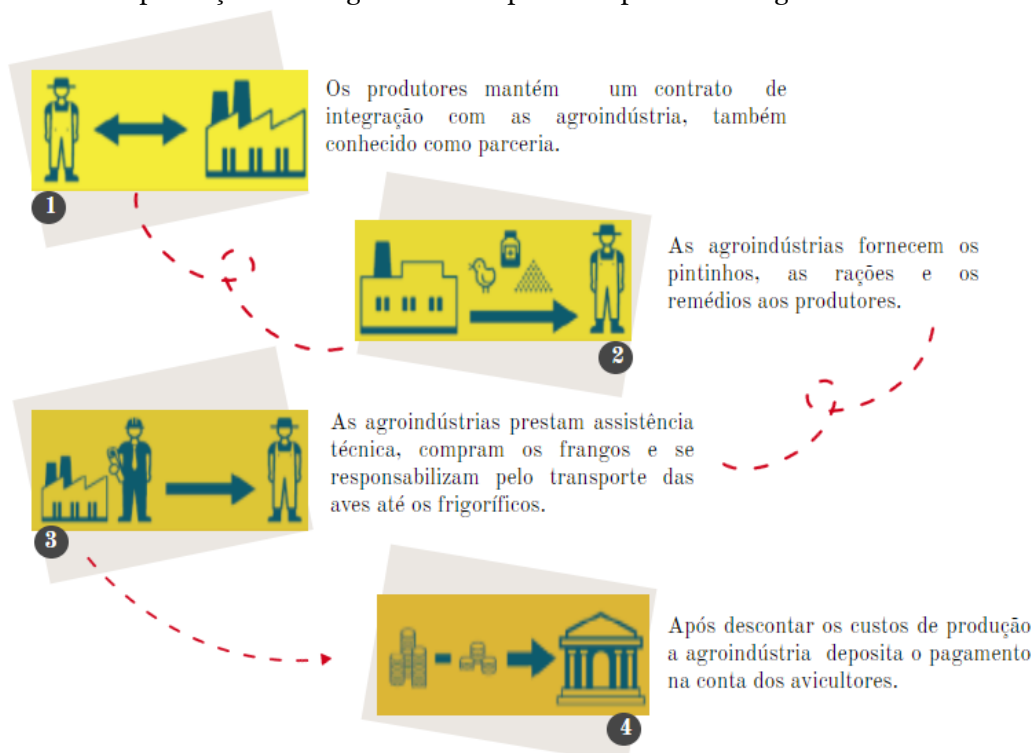 Os produtores mantém um contrato de
integração com as agroindústria, também
conhecido como parceria.
1
As agroindústrias fornecem os
pintinhos, as rações e os
remédios aos produtores.
2
As agroindústrias prestam assistência
técnica, compram os frangos e se
responsabilizam pelo transporte das
aves até os frigoríficos.
3
Após descontar os custos de produção
a agroindústria deposita o pagamento
na conta dos avicultores.
4